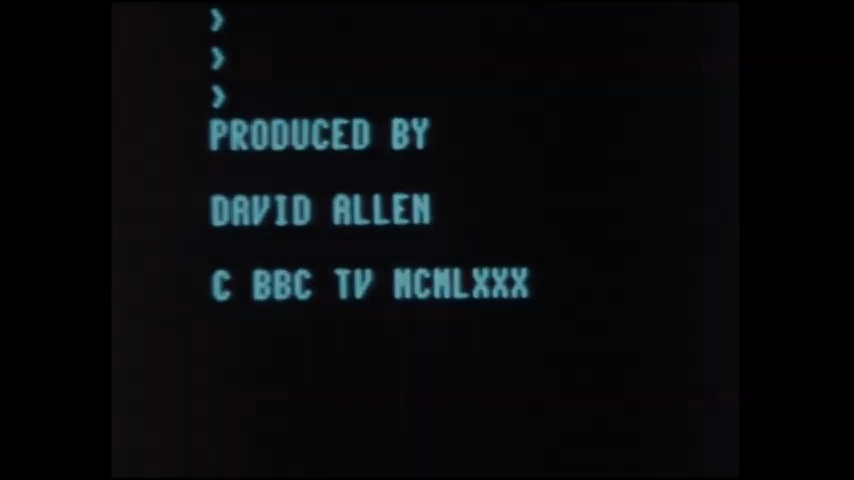 >
>
>
PRODUCED BY
DAVID ALLEN
C BBC TV MCMLXXX